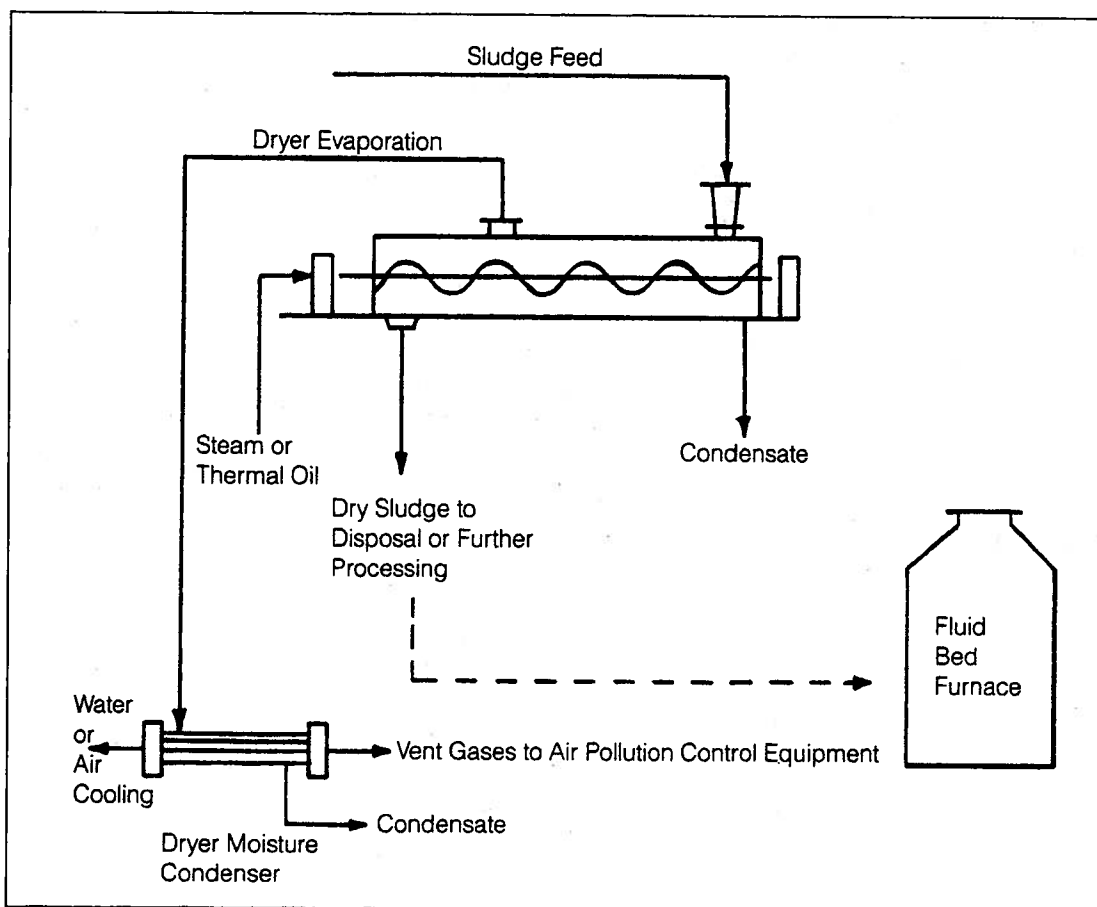 Sludge Feed
Dryer Evaporation
Steam or
Thermal Oil
Condensate
Dry Sludge to
Disposal or Further
Processing
Fluid
Bed
Furnace
Water
or
Air
Cooling
Vent Gases to Air Pollution Control Equipment
Condensate
Dryer Moisture
Condenser